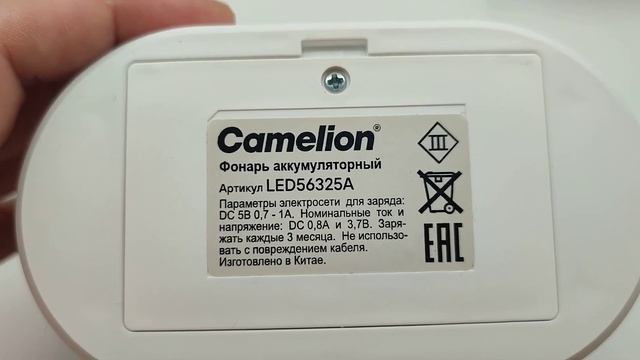 Camelion®
Фонарь аккумуляторный
Артикул LED56325A
Параметры электросети для заряда:
DC 5В 0,7 - 1А. Номинальные ток и
напряжение: DC 0,8А и 3,7В. Заря-
жать каждые 3 месяца. Не использо-
вать с повреждением кабеля.
Изготовлено в Китае.
III
EAC